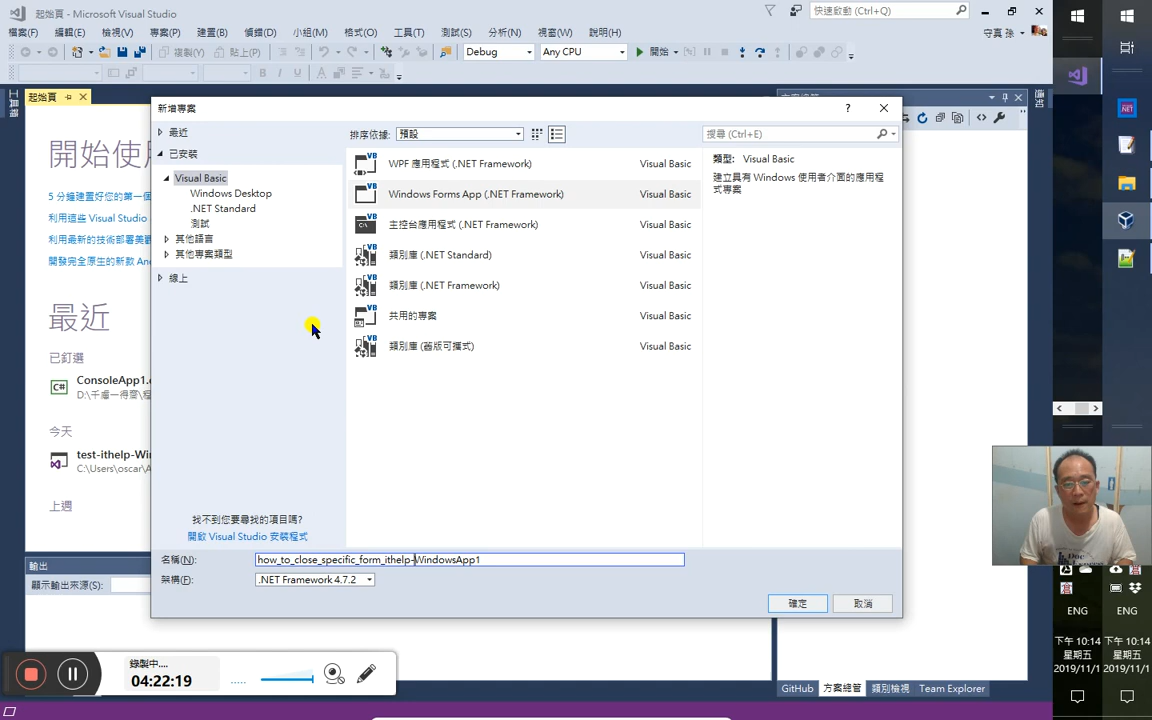 起始頁 - Microsoft Visual Studio
快速啟動 (Ctrl+Q)
檔案(F) 編輯(E) 檢視(V) 專案(P) 建置(B) 偵錯(D) 小組(M) 格式(O) 工具(T) 測試(S) 分析(N) 視窗(W) 說明(H)
守真 孫
複製(Y) 貼上(P) Debug Any CPU 開始
B I U A
工具箱
起始頁
新增專案
?
最近
已安裝
Visual Basic
Windows Desktop
.NET Standard
測試
其他語言
其他專案類型
線上
找不到您要尋找的項目嗎?
開啟 Visual Studio 安裝程式
排序依據: 預設
搜尋 (Ctrl+E)
WPF 應用程式 (.NET Framework) Visual Basic
Windows Forms App (.NET Framework) Visual Basic
主控台應用程式 (.NET Framework) Visual Basic
類別庫 (.NET Standard) Visual Basic
類別庫 (.NET Framework) Visual Basic
共用的專案 Visual Basic
類別庫 (舊版可攜式) Visual Basic
類型: Visual Basic
建立具有 Windows 使用者介面的應用程
式專案
名稱(N): how_to_close_specific_form_ithelp-WindowsApp1
架構(F): .NET Framework 4.7.2
確定 取消
開始使
5 分鐘建置好您的第一個
利用這些 Visual Studio
利用最新的技術部署美觀
開發完全原生的新款 An
最近
已釘選
ConsoleApp1.
D:\千慮一得齋\程
今天
test-ithelp-Wi
C:\Users\oscar\A
上週
輸出
顯示輸出來源(S):
錄製中....
04:22:19
GitHub 方案總管 類別檢視 Team Explorer
.NET
ENG ENG
下午 10:14 下午 10:14
星期五 星期五
2019/11/1 2019/11/1